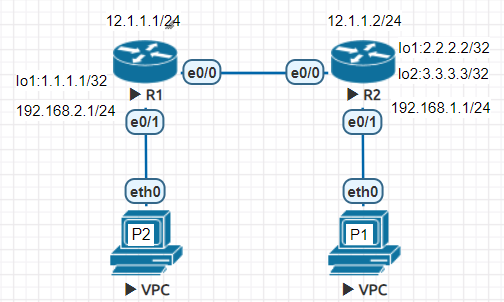 12.1.1.1/24
12.1.1.2/24
lo1:2.2.2.2/32
e0/0
e0/0
lo2:3.3.3.3/32
lo1:1.1.1.1/32
R1
R2
192.168.2.1/24
192.168.1.1/24
e0/1
e0/1
eth0
eth0
P2
P1
VPC
VPC